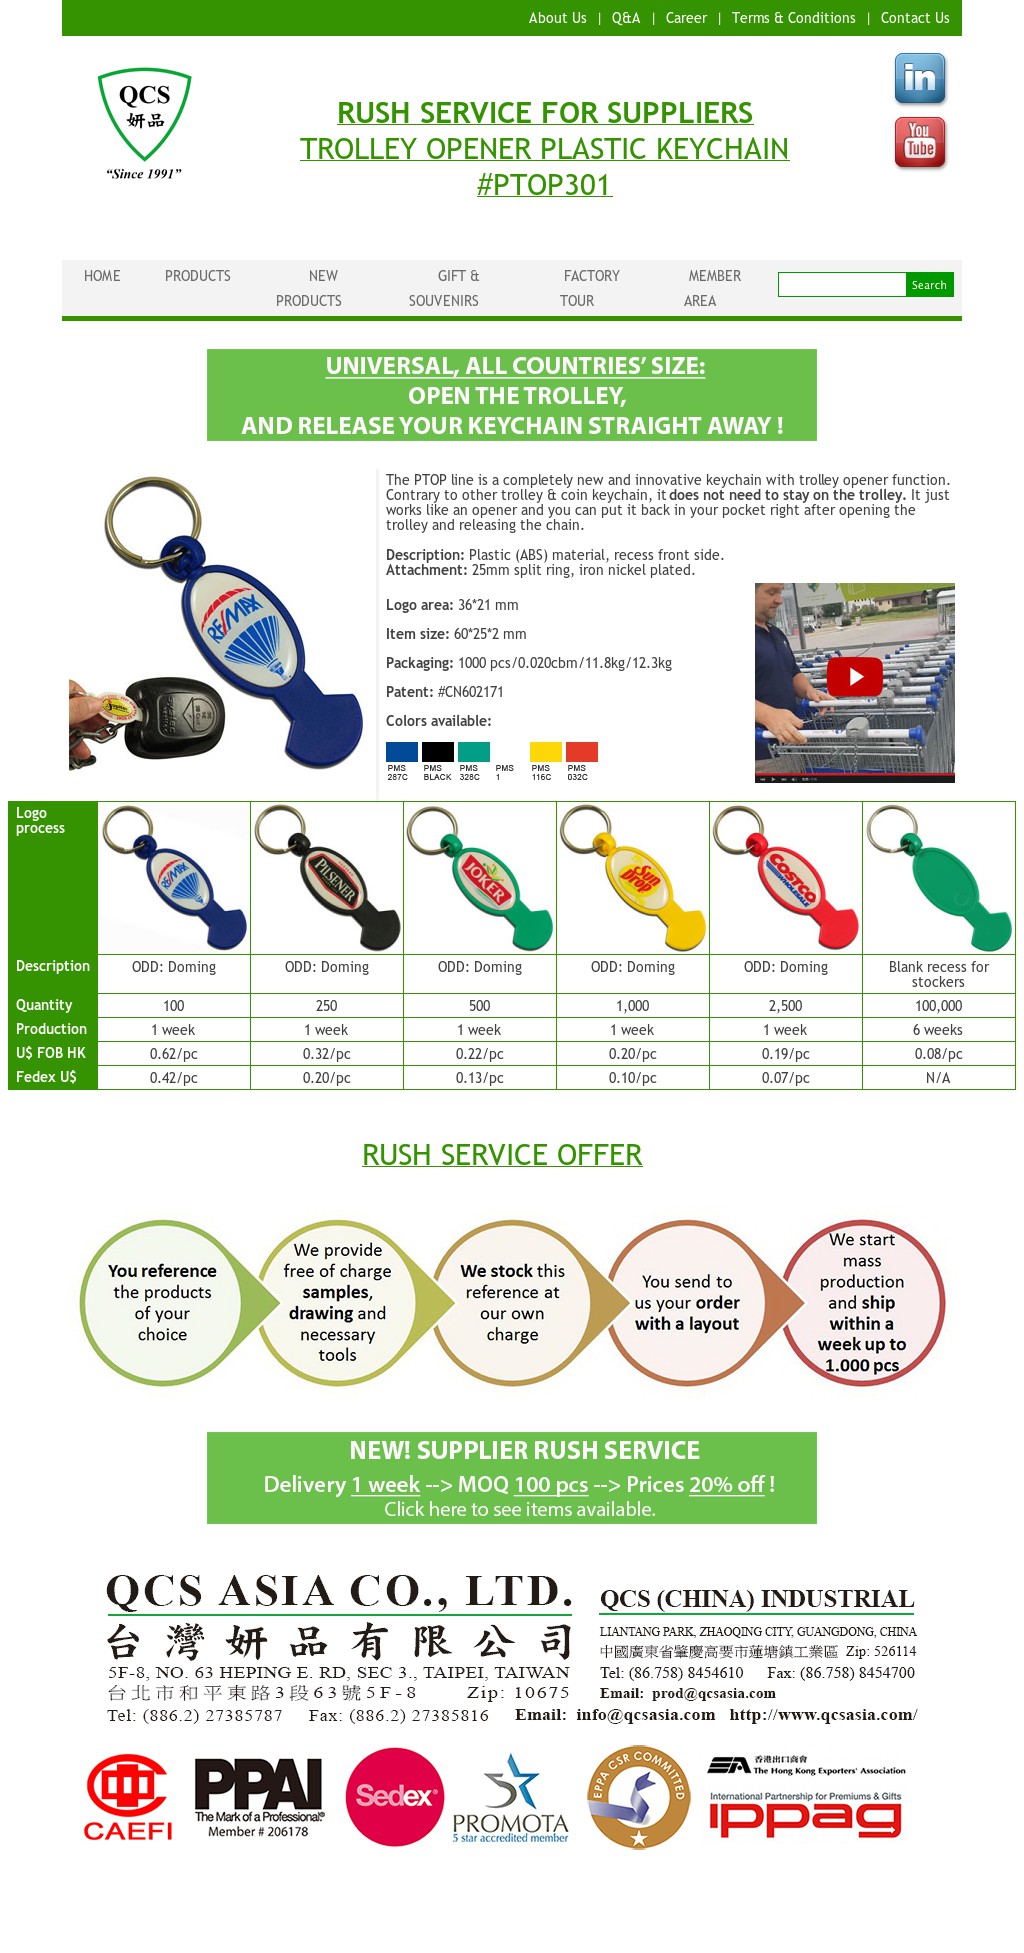 About Us | Q&A | Career | Terms & Conditions | Contact Us
QCS
妍品
“Since 1991”
in
You
Tube
RUSH SERVICE FOR SUPPLIERS
TROLLEY OPENER PLASTIC KEYCHAIN
#PTOP301
HOME PRODUCTS NEW PRODUCTS GIFT & SOUVENIRS FACTORY TOUR MEMBER AREA Search
UNIVERSAL, ALL COUNTRIES’ SIZE:
OPEN THE TROLLEY,
AND RELEASE YOUR KEYCHAIN STRAIGHT AWAY !
RE/MAX
The PTOP line is a completely new and innovative keychain with trolley opener function.
Contrary to other trolley & coin keychain, it does not need to stay on the trolley. It just
works like an opener and you can put it back in your pocket right after opening the
trolley and releasing the chain.
Description: Plastic (ABS) material, recess front side.
Attachment: 25mm split ring, iron nickel plated.
Logo area: 36*21 mm
Item size: 60*25*2 mm
Packaging: 1000 pcs/0.020cbm/11.8kg/12.3kg
Patent: #CN602171
Colors available:
PMS 287C PMS BLACK PMS 328C PMS 1 PMS 116C PMS 032C
Logo process
RE/MAX PILSENER JOKER Sun Drop COSTCO WHOLESALE
Description ODD: Doming ODD: Doming ODD: Doming ODD: Doming ODD: Doming Blank recess for stockers
Quantity 100 250 500 1,000 2,500 100,000
Production 1 week 1 week 1 week 1 week 1 week 6 weeks
U$ FOB HK 0.62/pc 0.32/pc 0.22/pc 0.20/pc 0.19/pc 0.08/pc
Fedex U$ 0.42/pc 0.20/pc 0.13/pc 0.10/pc 0.07/pc N/A
RUSH SERVICE OFFER
You reference
the products
of your
choice
We provide
free of charge
samples,
drawing and
necessary
tools
We stock this
reference at
our own
charge
You send to
us your order
with a layout
We start
mass
production
and ship
within a
week up to
1.000 pcs
NEW! SUPPLIER RUSH SERVICE
Delivery 1 week --> MOQ 100 pcs --> Prices 20% off !
Click here to see items available.
QCS ASIA CO., LTD.
台灣妍品有限公司
5F-8, NO. 63 HEPING E. RD, SEC 3., TAIPEI, TAIWAN
台北市和平東路3段63號5F-8 Zip: 10675
Tel: (886.2) 27385787 Fax: (886.2) 27385816 Email: info@qcsasia.com http://www.qcsasia.com/
QCS (CHINA) INDUSTRIAL
LIANTANG PARK, ZHAOQING CITY, GUANGDONG, CHINA
中國廣東省肇慶高要市蓮塘鎮工業區 Zip: 526114
Tel: (86.758) 8454610 Fax: (86.758) 8454700
Email: prod@qcsasia.com
CAEFI
PPAI
The Mark of a Professional®
Member # 206178
Sedex®
PROMOTA
5 star accredited member
EPPA CSR COMMITTED
香港出口商會
The Hong Kong Exporters' Association
International Partnership for Premiums & Gifts
ippag